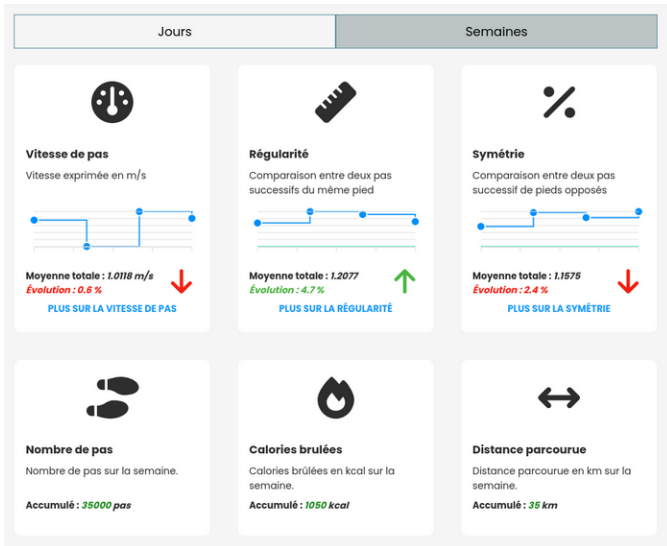 Jours
Semaines
Vitesse de pas
Vitesse exprimée en m/s
Moyenne totale : 1.0118 m/s
Évolution : 0.6 %
PLUS SUR LA VITESSE DE PAS
Régularité
Comparaison entre deux pas
successifs du même pied
Moyenne totale : 1.2077
Évolution : 4.7 %
PLUS SUR LA RÉGULARITÉ
Symétrie
Comparaison entre deux pas
successif de pieds opposés
Moyenne totale : 1.1575
Évolution : 2.4 %
PLUS SUR LA SYMÉTRIE
Nombre de pas
Nombre de pas sur la semaine.
Accumulé : 35000 pas
Calories brulées
Calories brûlées en kcal sur la
semaine.
Accumulé : 1050 kcal
Distance parcourue
Distance parcourue en km sur la
semaine.
Accumulé : 35 km